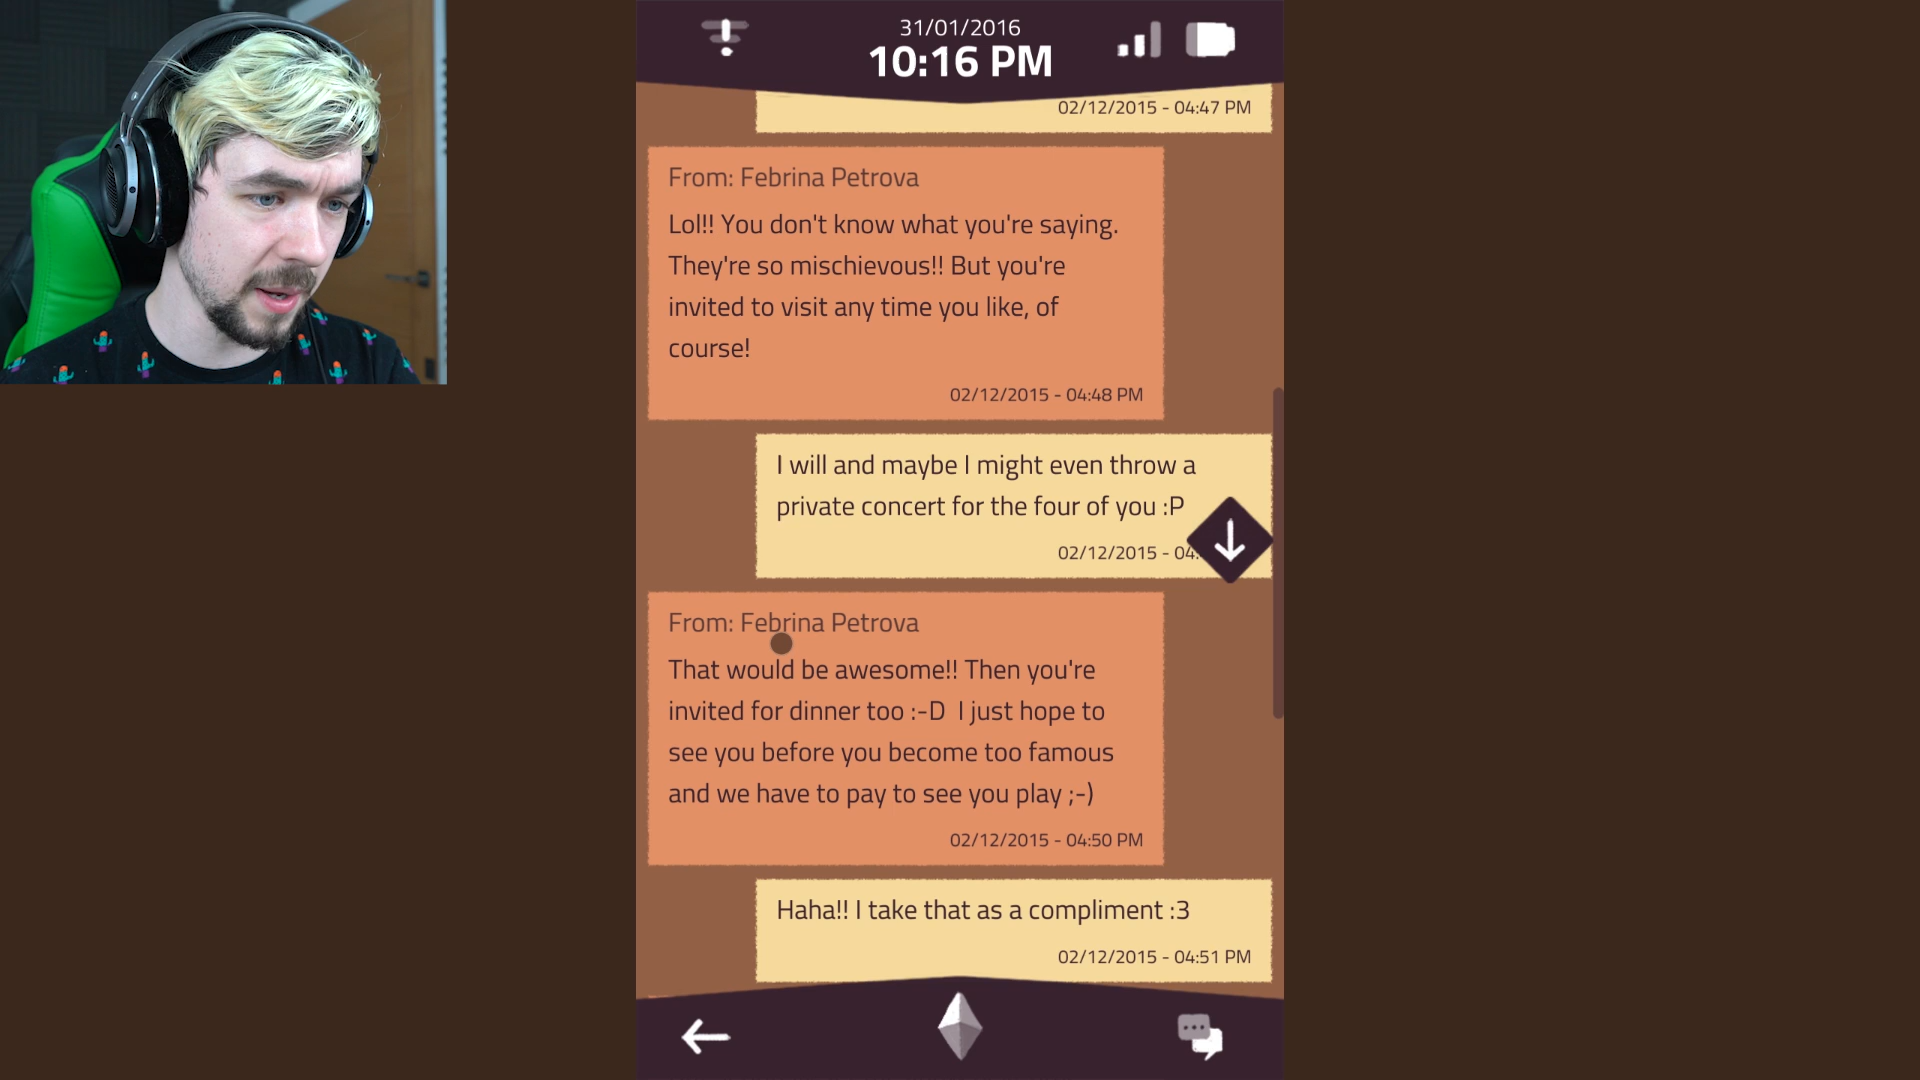 31/01/2016
10:16 PM
02/12/2015 - 04:47 PM
From: Febrina Petrova
Lol!! You don't know what you're saying.
They're so mischievous!! But you're
invited to visit any time you like, of
course!
02/12/2015 - 04:48 PM
I will and maybe I might even throw a
private concert for the four of you :P
02/12/2015 - 04:
From: Febrina Petrova
That would be awesome!! Then you're
invited for dinner too :-D  I just hope to
see you before you become too famous
and we have to pay to see you play ;-)
02/12/2015 - 04:50 PM
Haha!! I take that as a compliment :3
02/12/2015 - 04:51 PM